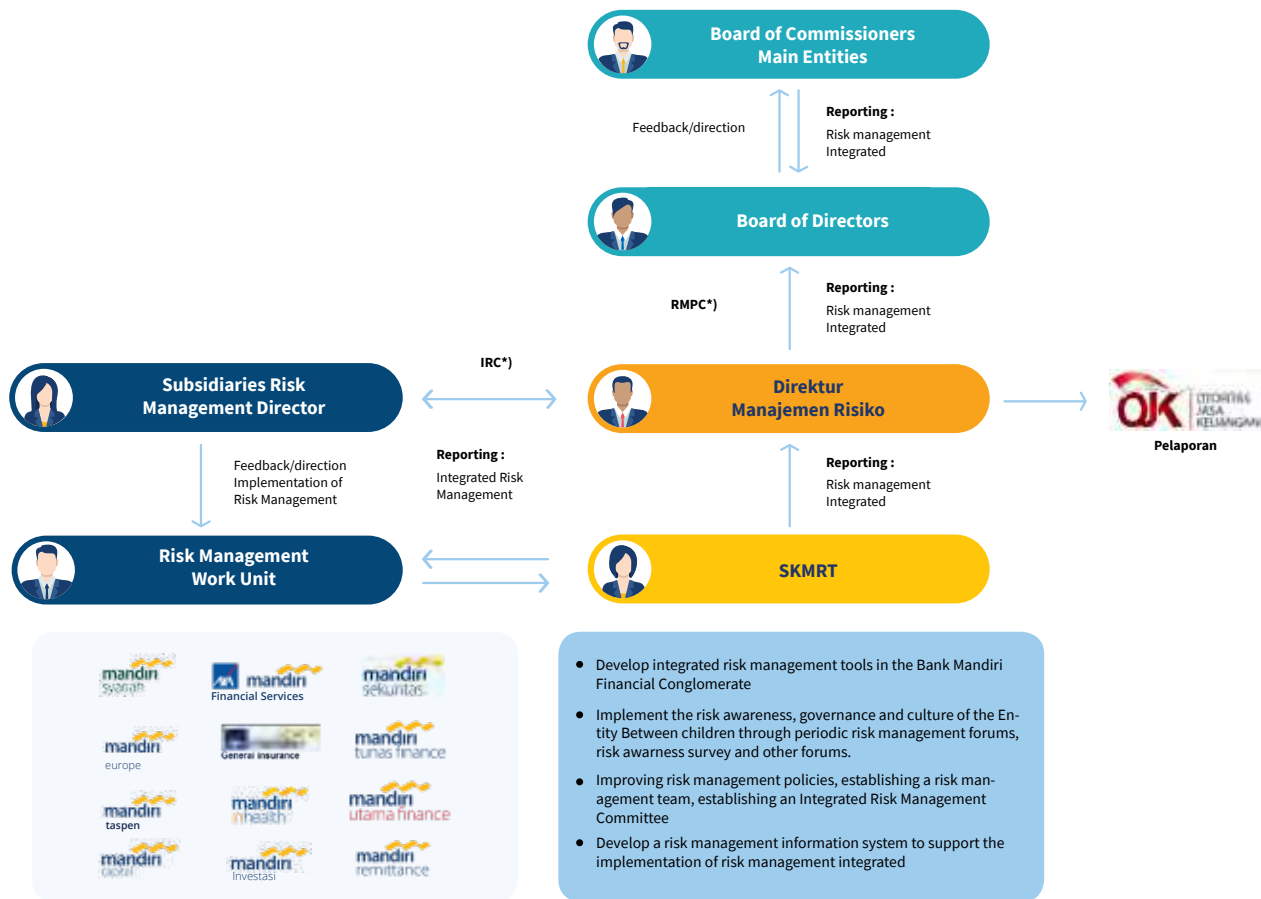 Board of Commissioners
Main Entities
Feedback/direction
Reporting :
Risk management
Integrated
Board of Directors
RMPC*)
Reporting :
Risk management
Integrated
Subsidiaries Risk
Management Director
IRC*)
Direktur
Manajemen Risiko
OJK
OTORITAS
JASA
KEUANGAN
Pelaporan
Feedback/direction
Implementation of
Risk Management
Reporting :
Integrated Risk
Management
Reporting :
Risk management
Integrated
Risk Management
Work Unit
SKMRT
mandiri
syariah
AXA mandiri
Financial Services
mandiri
sekuritas
mandiri
europe
General insurance
mandiri
tunas finance
mandiri
taspen
mandiri
inhealth
mandiri
utama finance
mandiri
capital
mandiri
Investasi
mandiri
remittance
● Develop integrated risk management tools in the Bank Mandiri
Financial Conglomerate
● Implement the risk awareness, governance and culture of the En-
tity Between children through periodic risk management forums,
risk awarness survey and other forums.
● Improving risk management policies, establishing a risk man-
agement team, establishing an Integrated Risk Management
Committee
● Develop a risk management information system to support the
implementation of risk management integrated